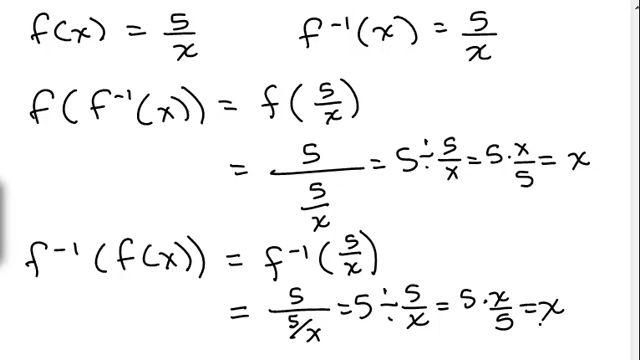 f(x) = 5/x    f⁻¹(x) = 5/x
f(f⁻¹(x)) = f(5/x)
= 5/(5/x) = 5 ÷ 5/x = 5 · x/5 = x
f⁻¹(f(x)) = f⁻¹(5/x)
= 5/(5/x) = 5 ÷ 5/x = 5 · x/5 = x